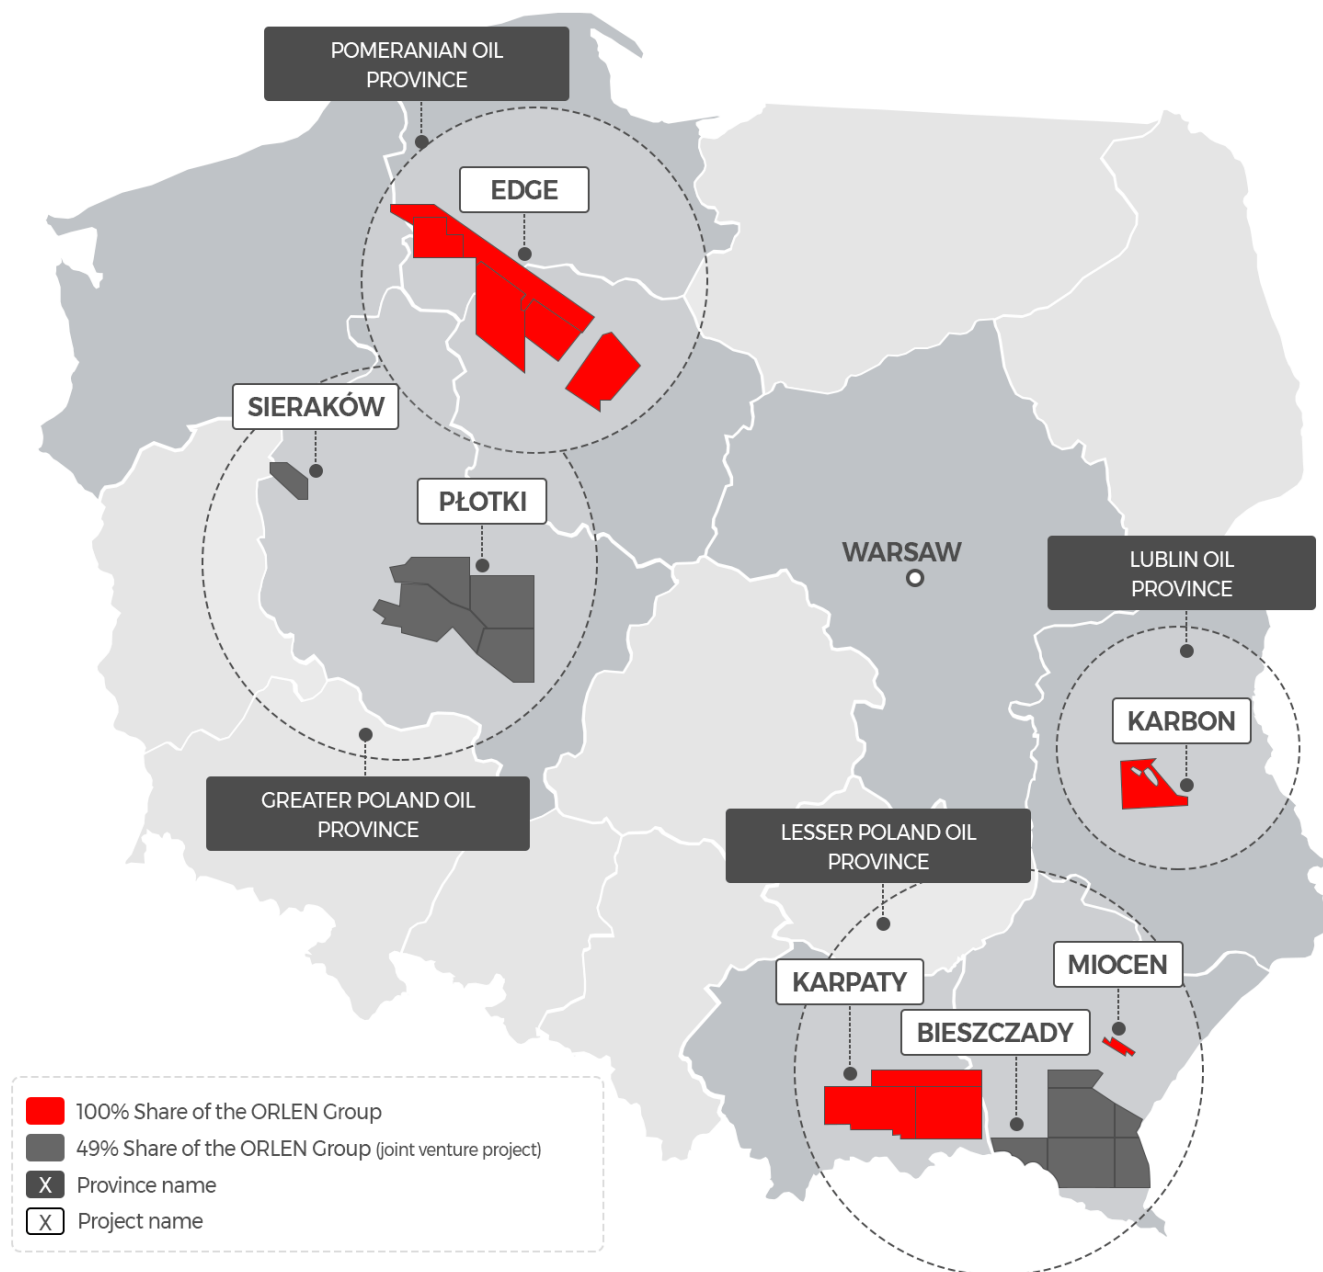 POMERANIAN OIL
PROVINCE
EDGE
SIERAKÓW
PŁOTKI
WARSAW
LUBLIN OIL
PROVINCE
KARBON
GREATER POLAND OIL
PROVINCE
LESSER POLAND OIL
PROVINCE
MIOCEN
KARPATY
BIESZCZADY
100% Share of the ORLEN Group
49% Share of the ORLEN Group (joint venture project)
X Province name
X Project name